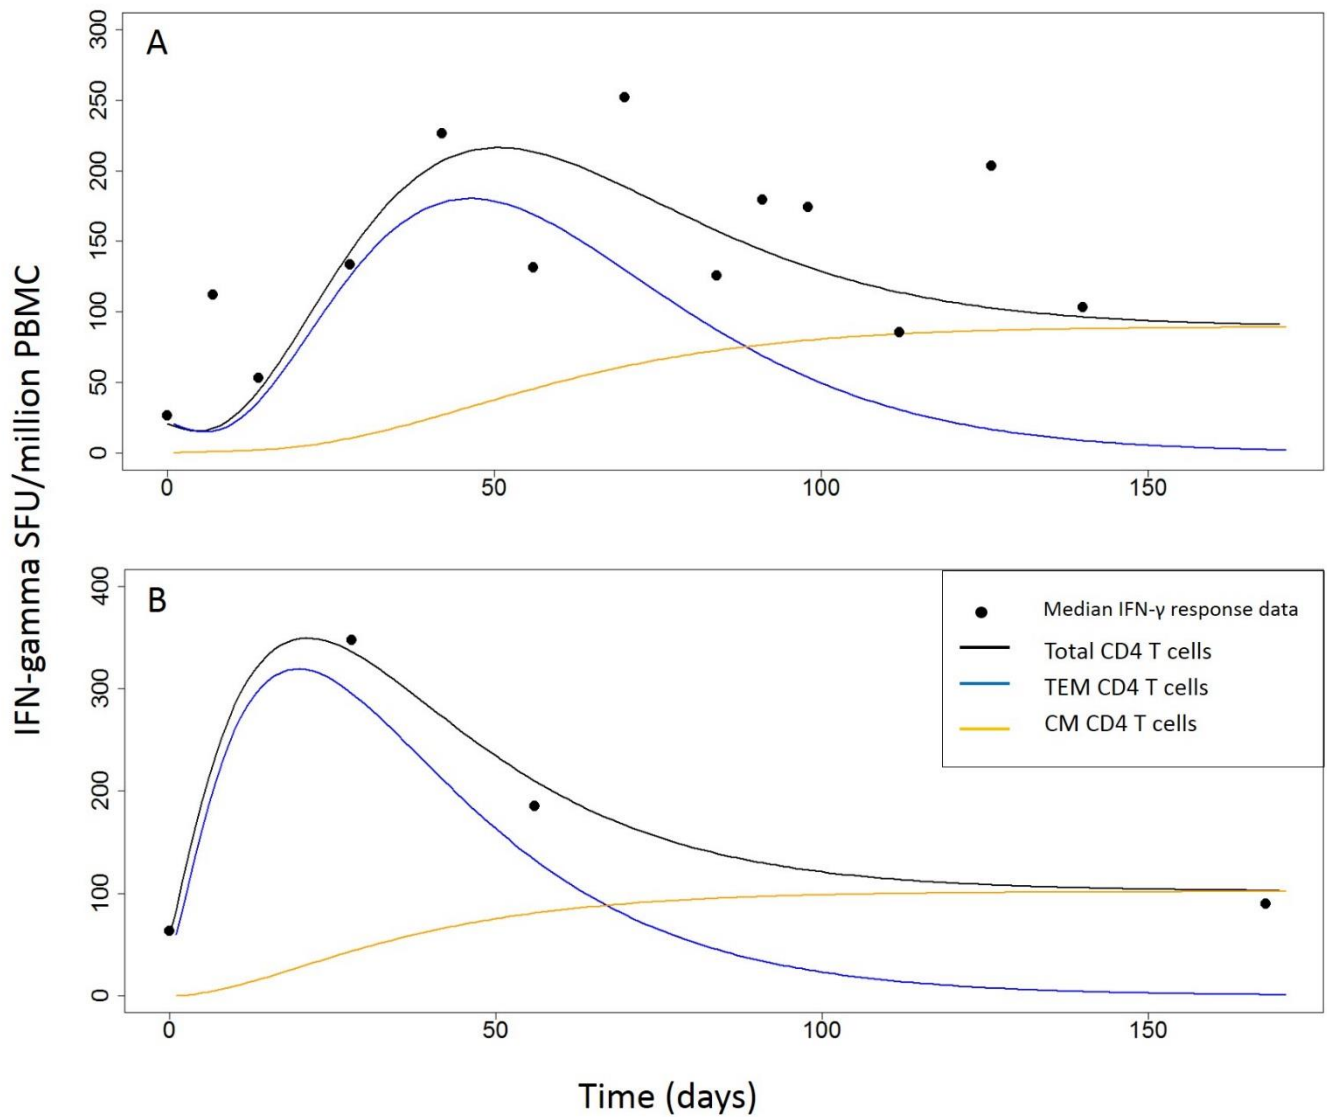 A
300
250
200
150
100
50
0
0 50 100 150
IFN-gamma SFU/million PBMC
B
400
300
200
100
0
0 50 100 150
Median IFN-γ response data
Total CD4 T cells
TEM CD4 T cells
CM CD4 T cells
Time (days)